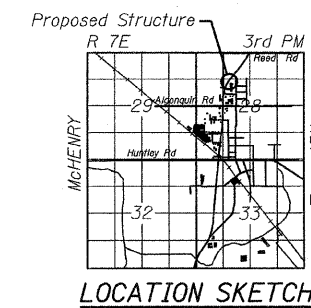 Proposed Structure
R 7E 3rd PM
Reed Rd
29 Algonquin Rd 28
McHENRY
Huntley Rd
32 33
LOCATION SKETCH